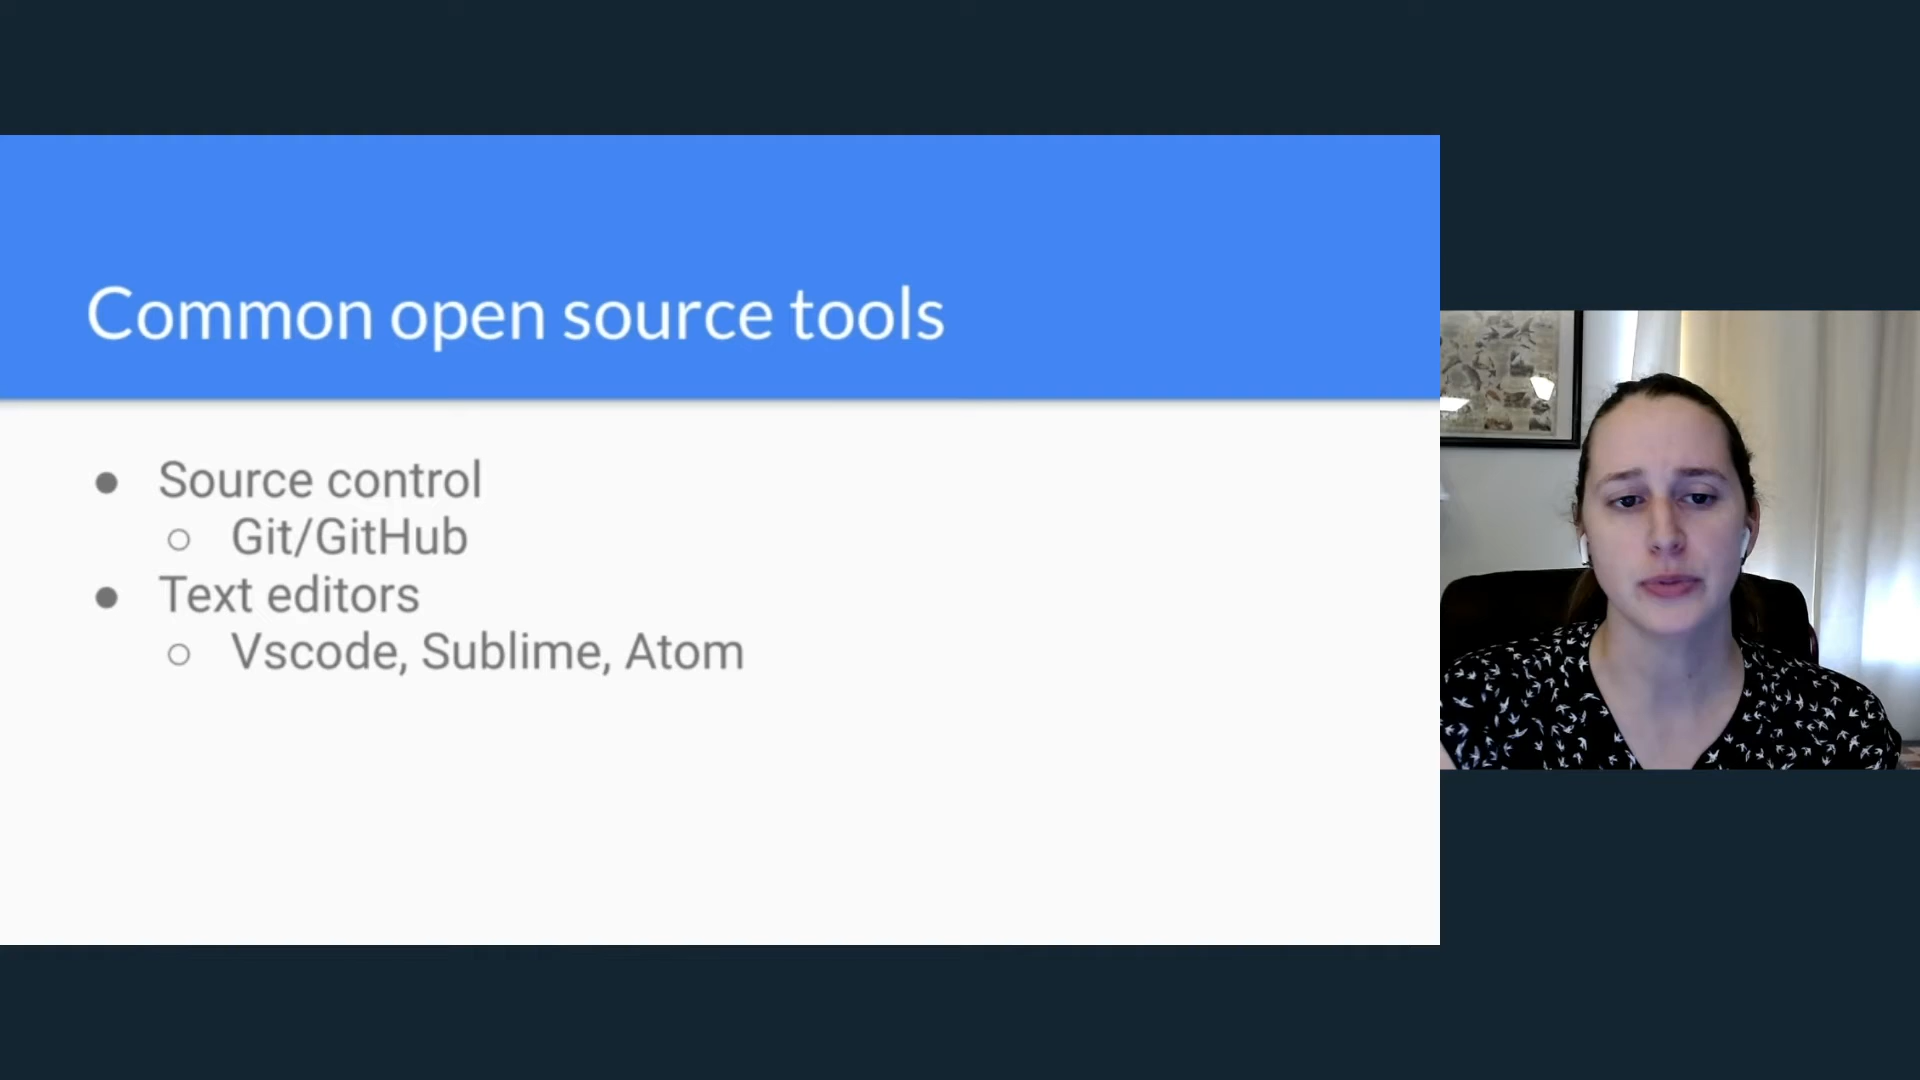 Common open source tools
● Source control
○ Git/GitHub
● Text editors
○ Vscode, Sublime, Atom